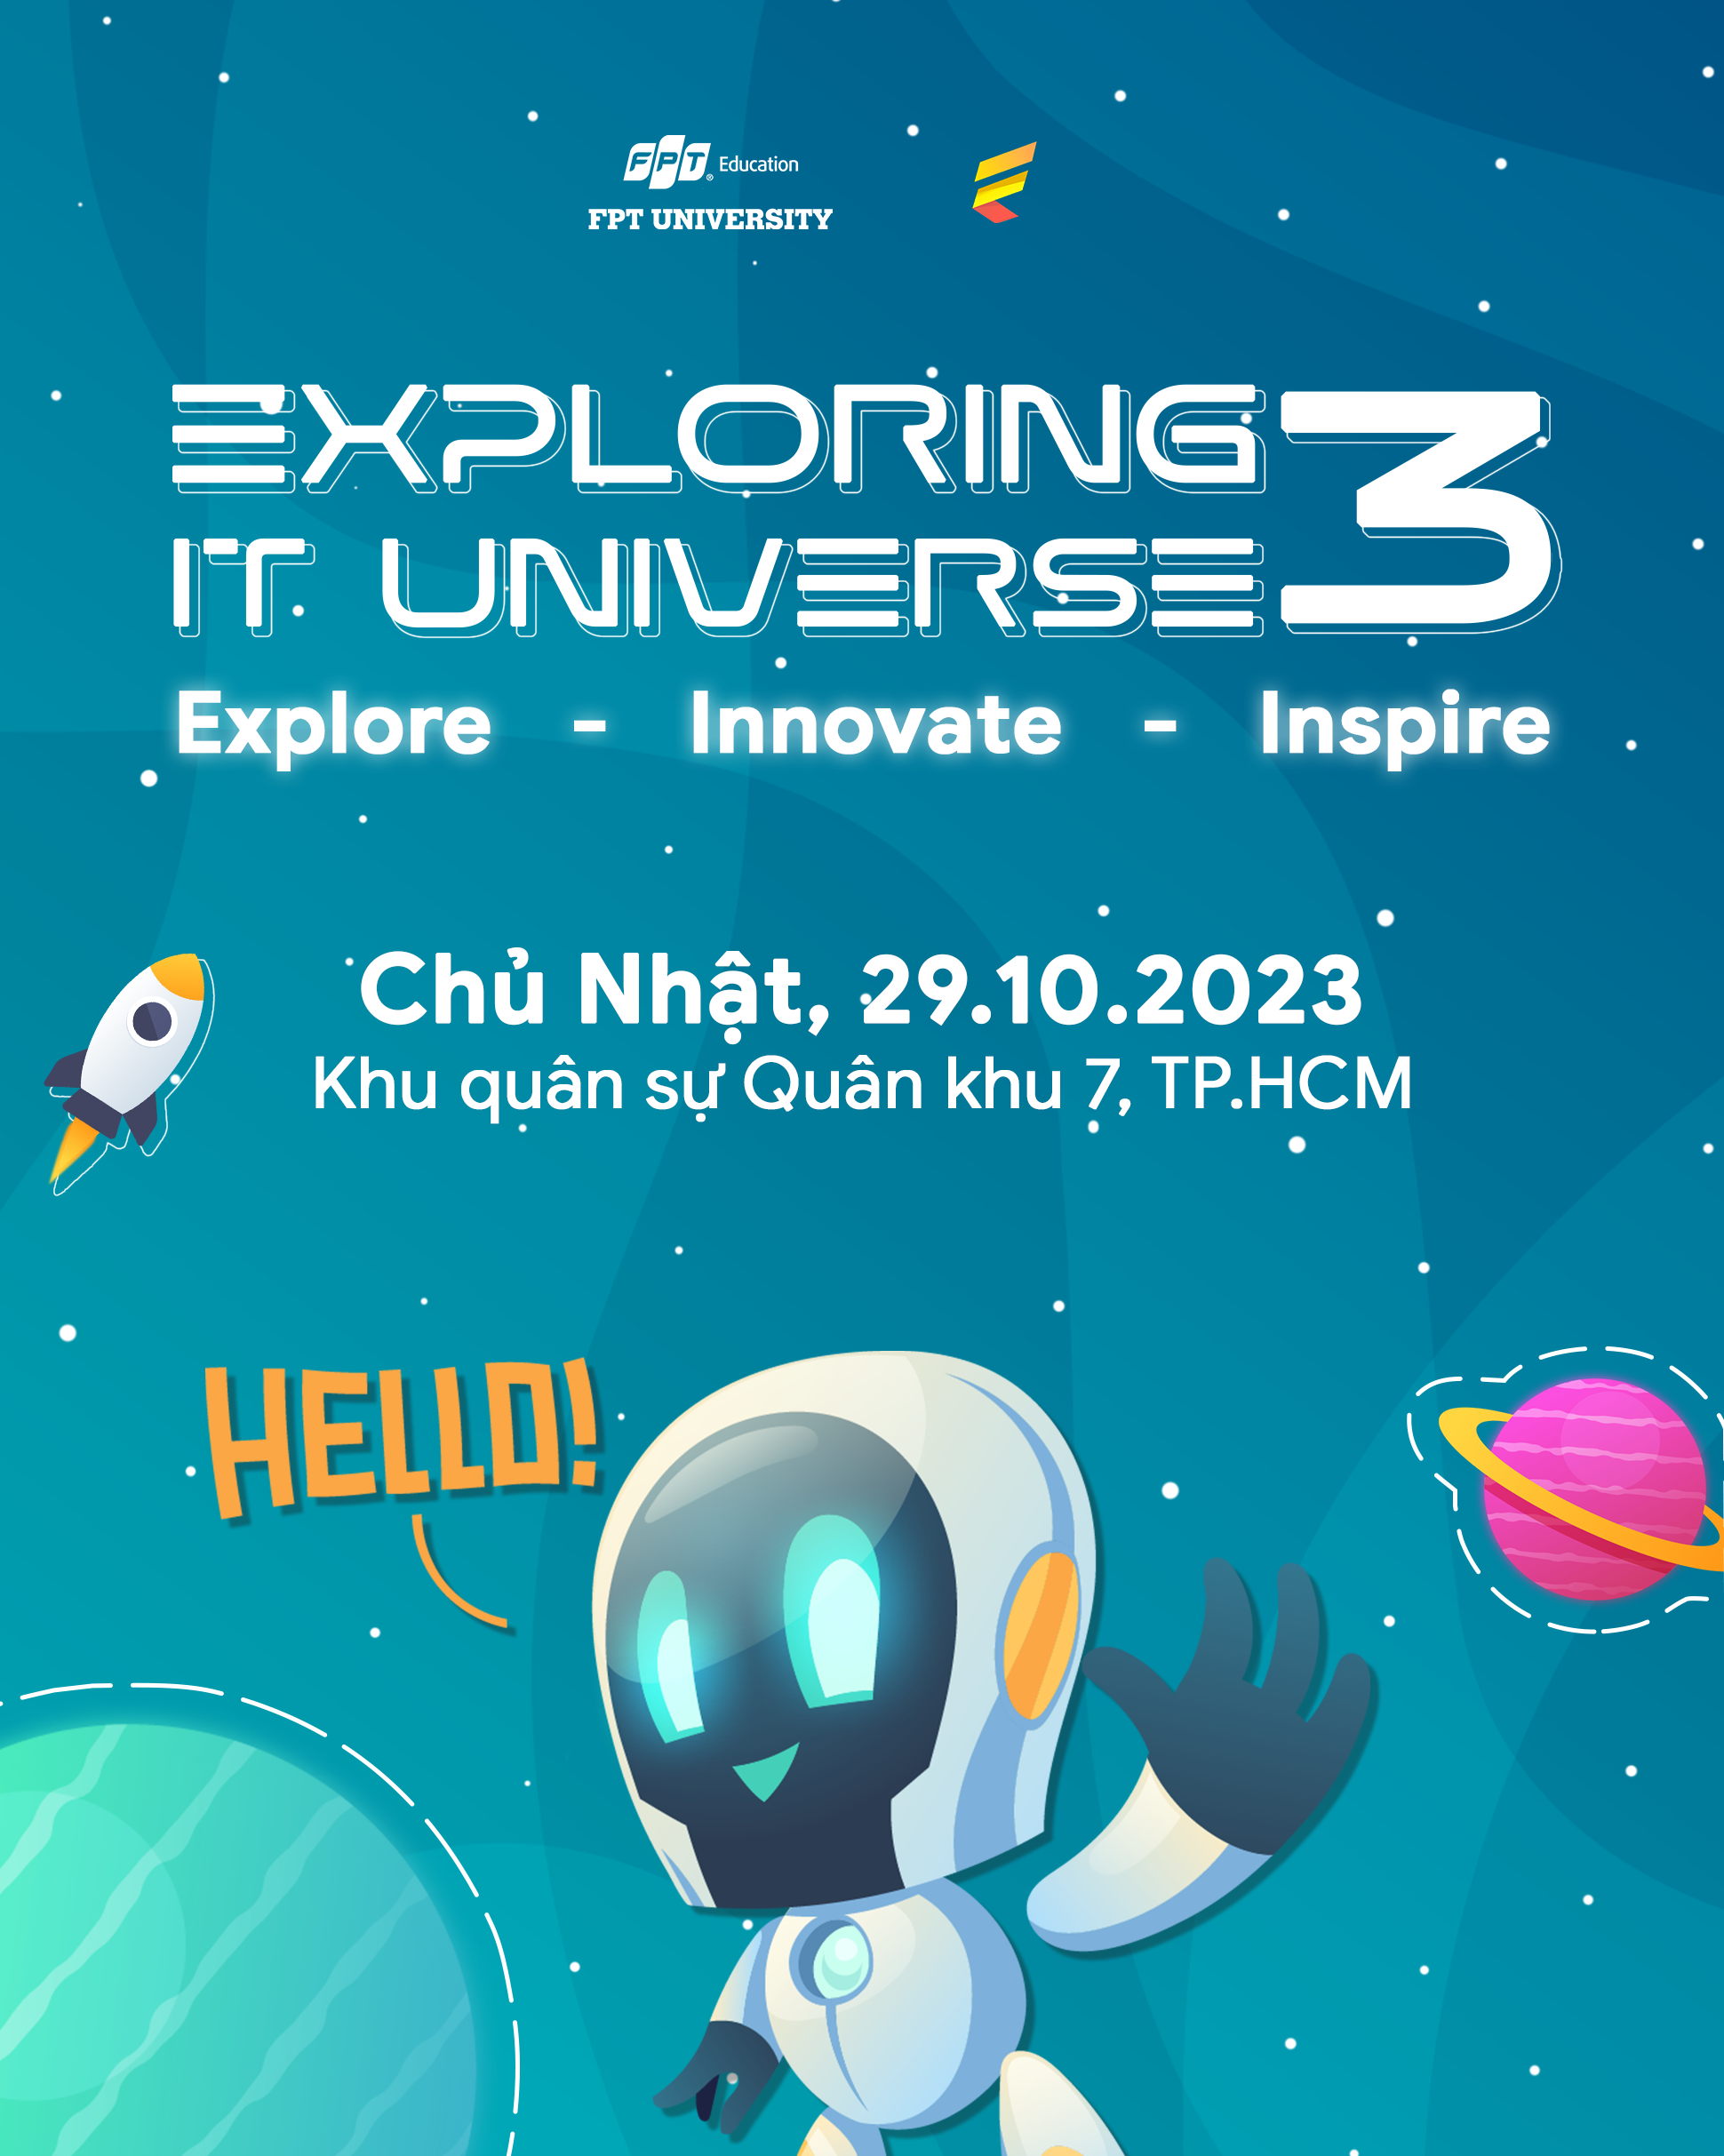 FPT Education
FPT UNIVERSITY
EXPLORING 3
IT UNIVERSE
Explore - Innovate - Inspire
Chủ Nhật, 29.10.2023
Khu quân sự Quân khu 7, TP.HCM
HELLO!